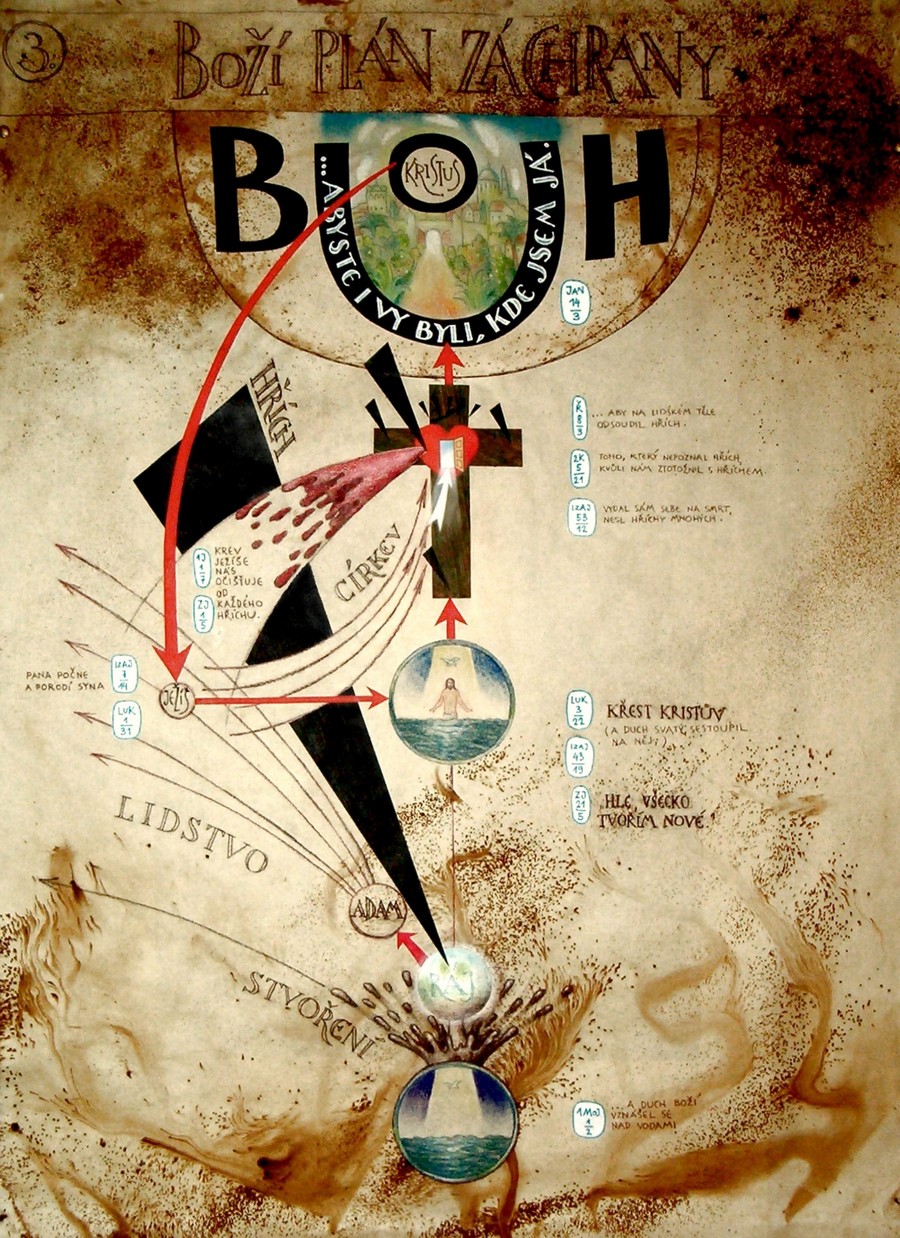 3.
BOŽÍ PLÁN ZÁCHRANY
BŮH
KRISTUS
...ABYSTE I VY BYLI, KDE JSEM JÁ.
JAN
14
3
HŘÍCH
Ř
8
3
... ABY NA LIDSKÉM TĚLE
ODSOUDIL HŘÍCH.
2K
5
21
TOHO, KTERÝ NEPOZNAL HŘÍCH,
KVŮLI NÁM ZTOTOŽNIL S HŘÍCHEM.
IZAJ
53
12
VYDAL SÁM SEBE NA SMRT,
NESL HŘÍCHY MNOHÝCH.
CÍRKEV
1J
1
7
ZJ
1
5
KREV
JEŽÍŠE
NÁS
OČIŠŤUJE
OD
KAŽDÉHO
HŘÍCHU.
PANA POČNE
A PORODÍ SYNA
IZAJ
7
14
LUK
1
31
JEŽÍŠ
LUK
3
22
KŘEST KRISTŮV
(A DUCH SVATÝ SESTOUPIL
NA NĚJ)
IZAJ
43
19
ZJ
21
5
HLE, VŠECKO
TVOŘÍM NOVÉ!
LIDSTVO
ADAM
RÁJ
STVOŘENÍ
1MOJ
1
2
... A DUCH BOŽÍ
VZNÁŠEL SE
NAD VODAMI